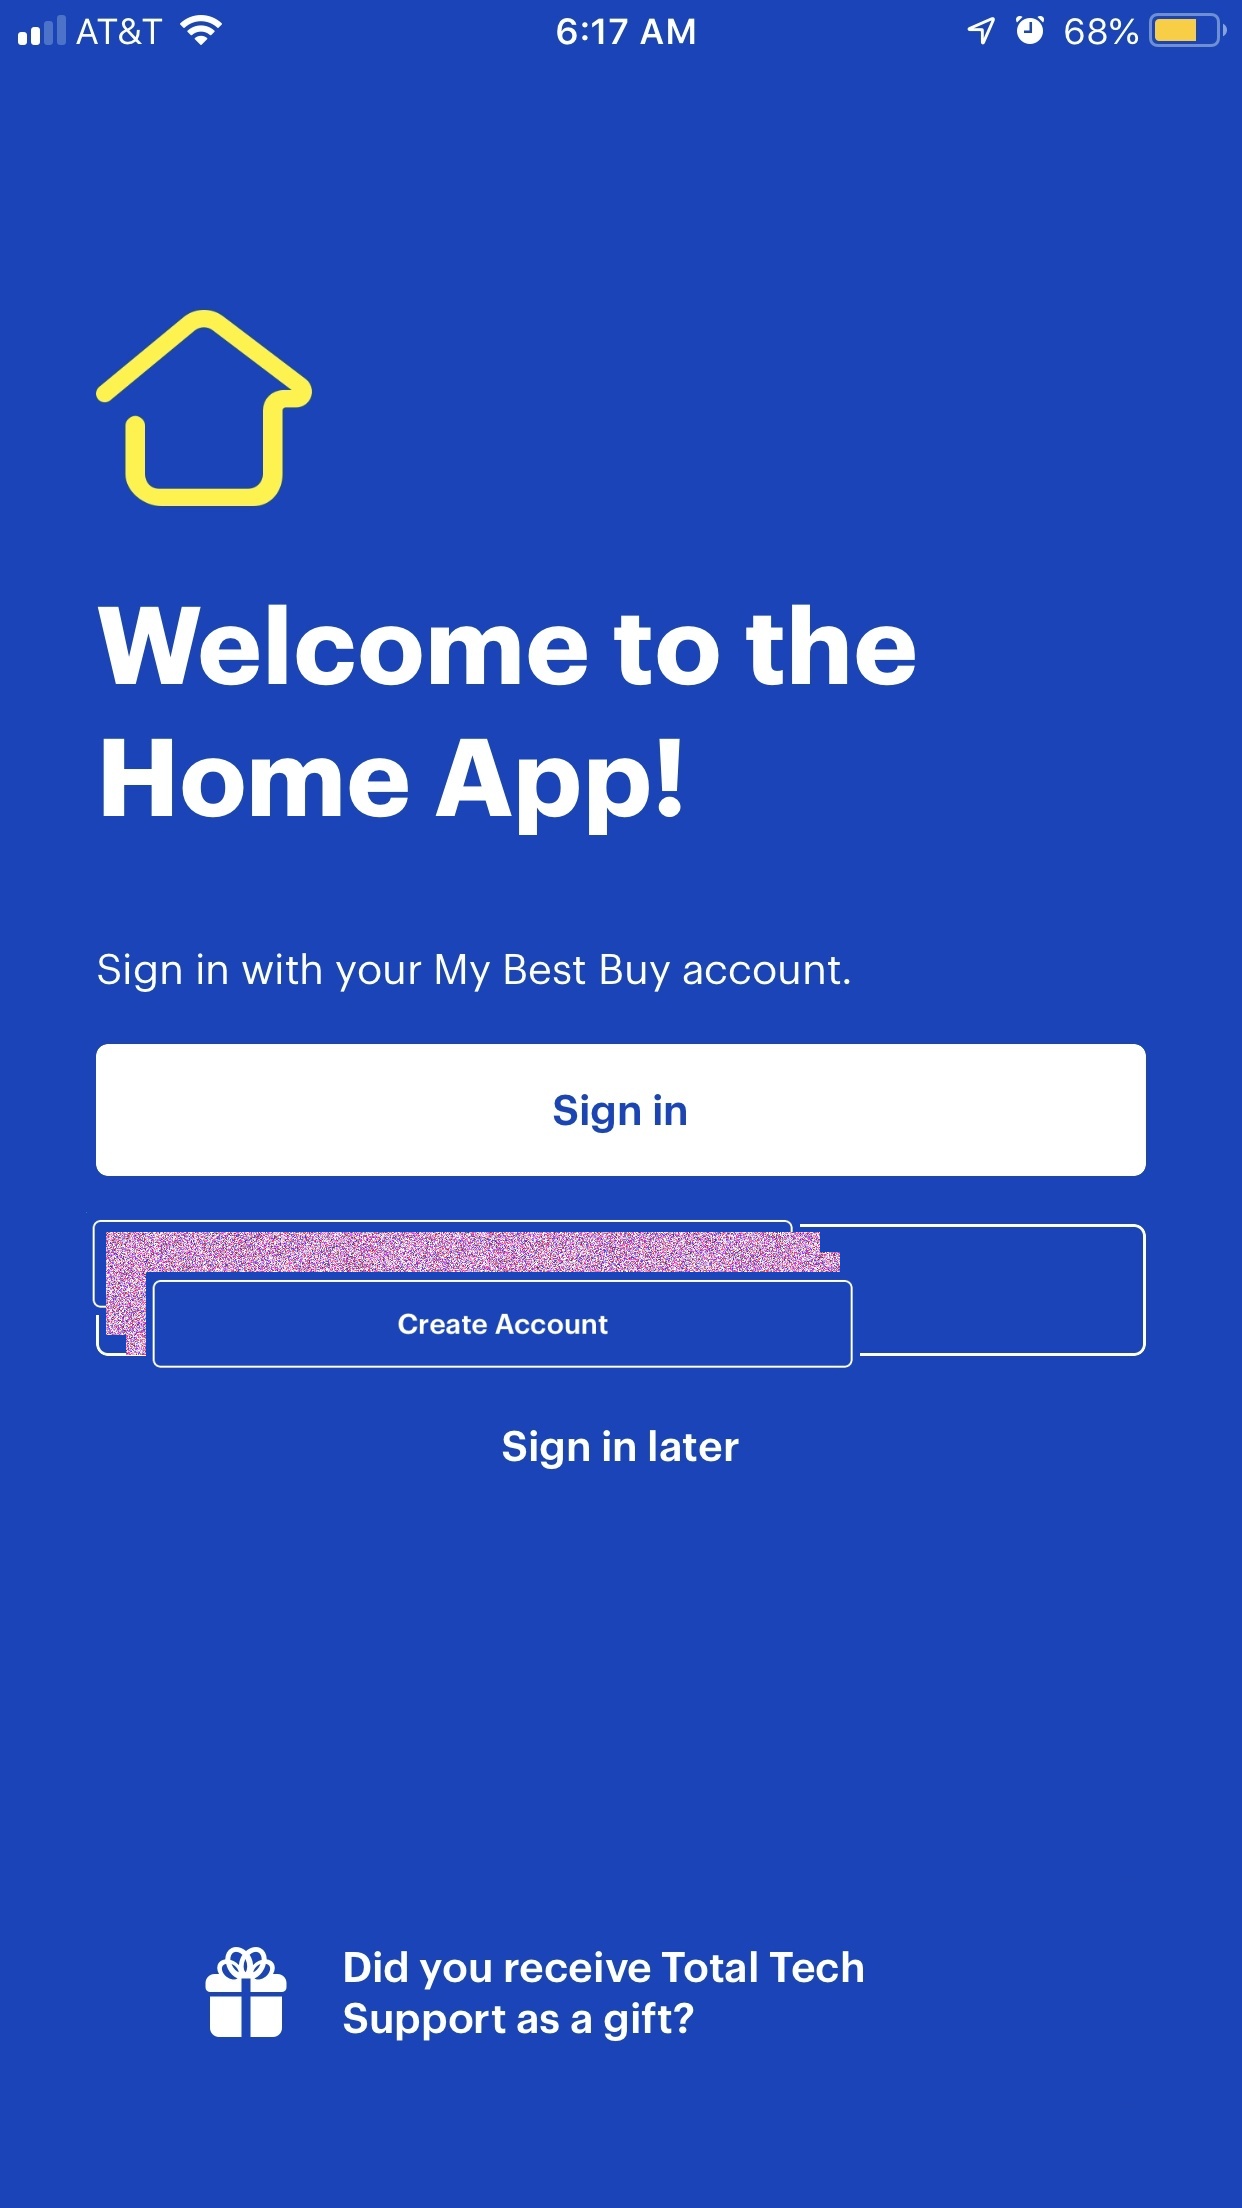 AT&T 6:17 AM 68%
Welcome to the
Home App!
Sign in with your My Best Buy account.
Sign in
Create Account
Sign in later
Did you receive Total Tech
Support as a gift?